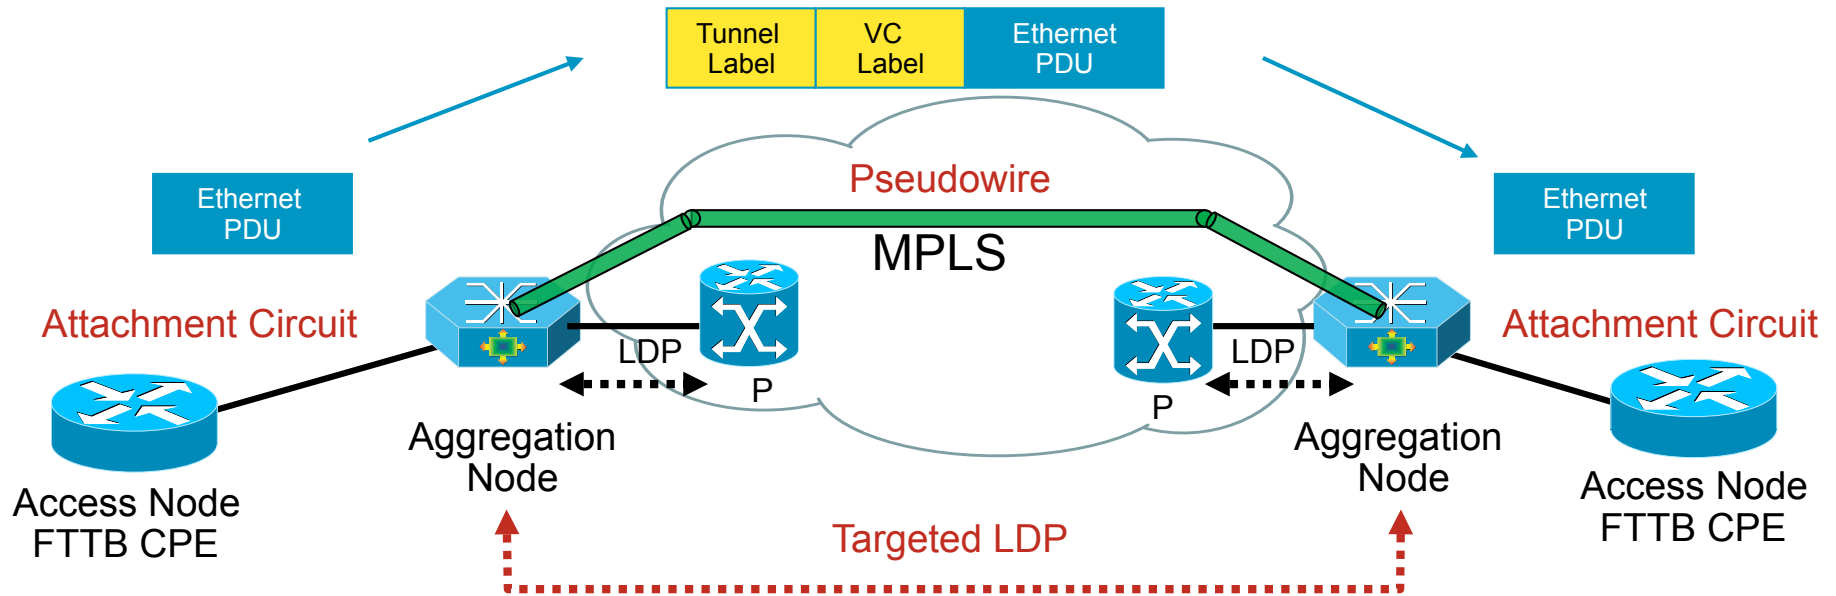 Tunnel
Label
VC
Label
Ethernet
PDU
Ethernet
PDU
Pseudowire
Ethernet
PDU
MPLS
Attachment Circuit
Attachment Circuit
LDP
LDP
P
P
Aggregation
Node
Aggregation
Node
Access Node
FTTB CPE
Access Node
FTTB CPE
Targeted LDP